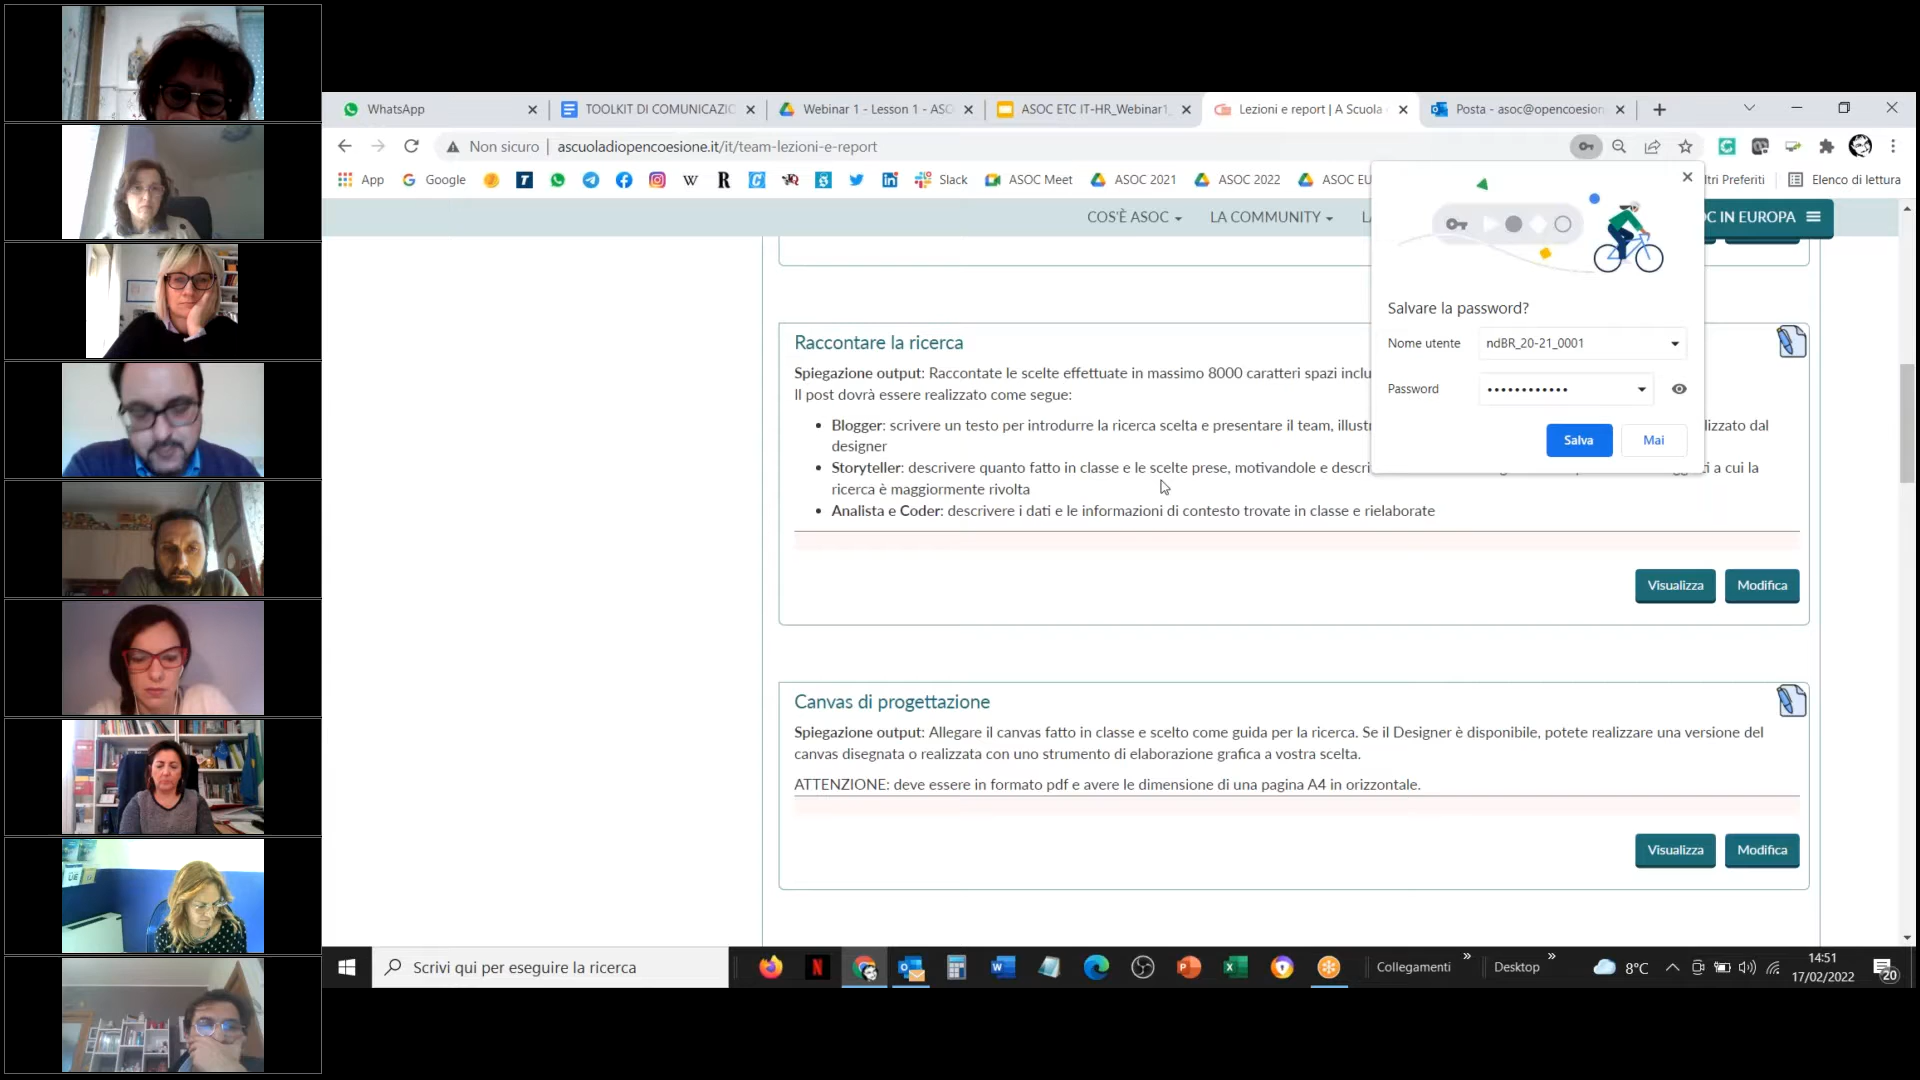 WhatsApp
TOOLKIT DI COMUNICAZIO
Webinar 1 - Lesson 1 - ASO
ASOC ETC IT-HR_Webinar1_
Lezioni e report | A Scuola
Posta - asoc@opencoesion
Non sicuro | ascuoladiopencoesione.it/it/team-lezioni-e-report
App
Google
Slack
ASOC Meet
ASOC 2021
ASOC 2022
ASOC EU
ltri Preferiti
Elenco di lettura
COS'È ASOC
LA COMMUNITY
C IN EUROPA
Salvare la password?
Nome utente
ndBR_20-21_0001
Password
••••••••••••
Salva
Mai
Raccontare la ricerca
Spiegazione output: Raccontate le scelte effettuate in massimo 8000 caratteri spazi inclu
Il post dovrà essere realizzato come segue:
• Blogger: scrivere un testo per introdurre la ricerca scelta e presentare il team, illustr lizzato dal
designer
• Storyteller: descrivere quanto fatto in classe e le scelte prese, motivandole e descri i a cui la
ricerca è maggiormente rivolta
• Analista e Coder: descrivere i dati e le informazioni di contesto trovate in classe e rielaborate
Visualizza
Modifica
Canvas di progettazione
Spiegazione output: Allegare il canvas fatto in classe e scelto come guida per la ricerca. Se il Designer è disponibile, potete realizzare una versione del
canvas disegnata o realizzata con uno strumento di elaborazione grafica a vostra scelta.
ATTENZIONE: deve essere in formato pdf e avere le dimensione di una pagina A4 in orizzontale.
Visualizza
Modifica
Scrivi qui per eseguire la ricerca
Collegamenti
Desktop
8°C
14:51
17/02/2022
20